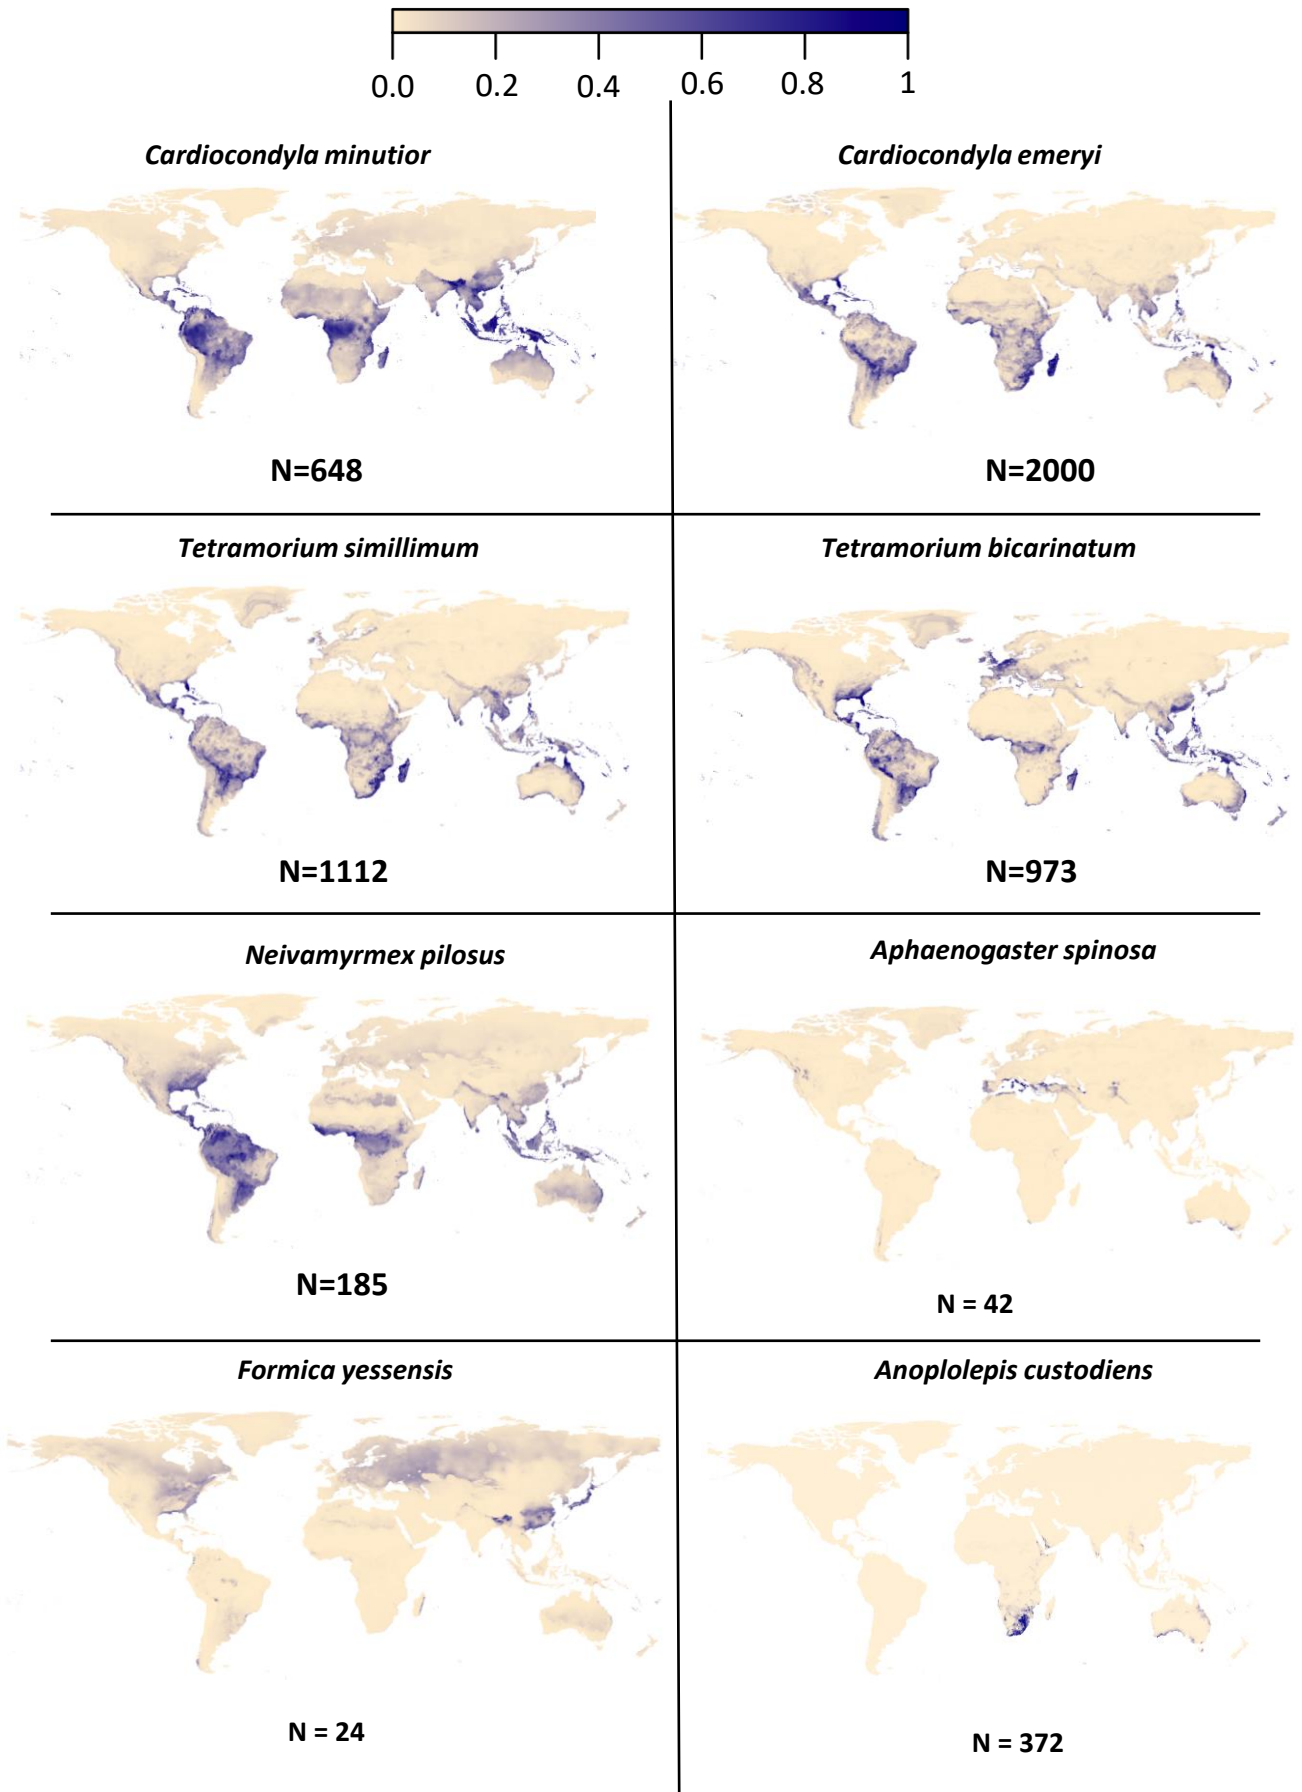 0.0 0.2 0.4 0.6 0.8 1
Cardiocondyla minutior
Cardiocondyla emeryi
N=648
N=2000
Tetramorium simillimum
Tetramorium bicarinatum
N=1112
N=973
Neivamyrmex pilosus
Aphaenogaster spinosa
N=185
N = 42
Formica yessensis
Anoplolepis custodiens
N = 24
N = 372